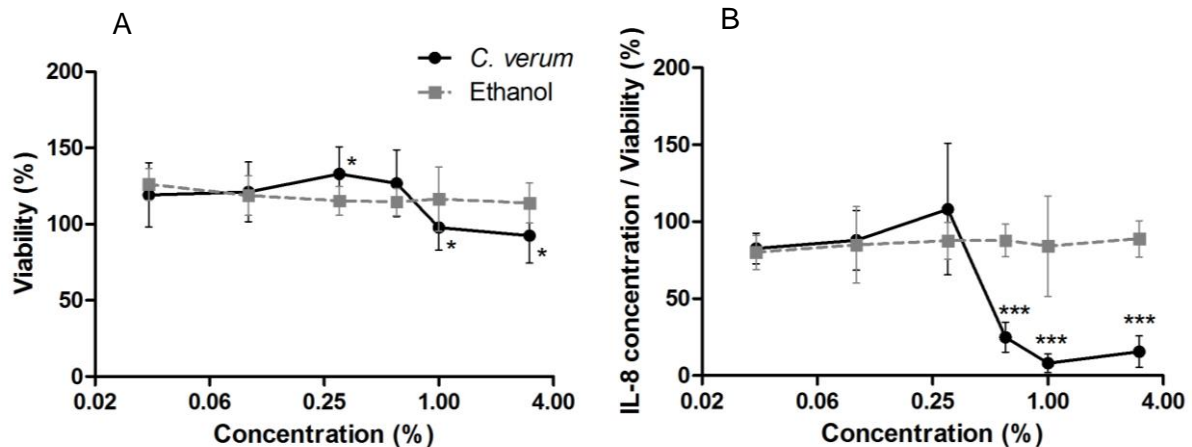 A
B
C. verum
Ethanol
200
150
100
50
0
Viability (%)
*
*
*
0.02 0.06 0.25 1.00 4.00
Concentration (%)
200
150
100
50
0
IL-8 concentration / Viability (%)
***
***
***
0.02 0.06 0.25 1.00 4.00
Concentration (%)